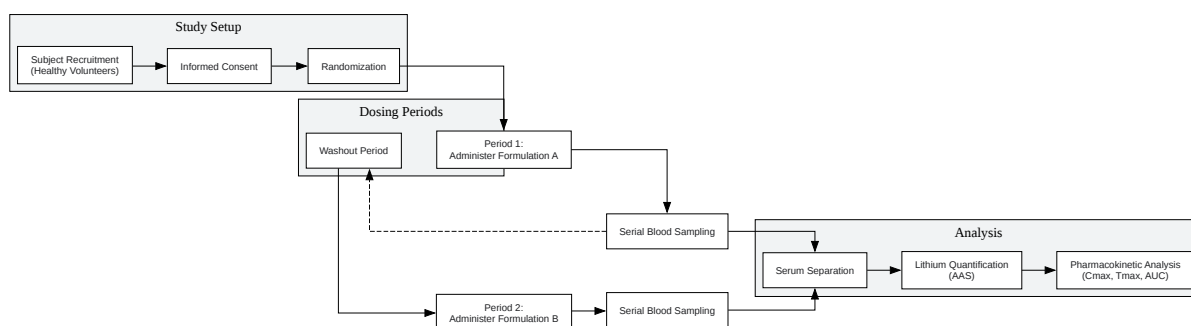 Study Setup
Subject Recruitment
(Healthy Volunteers)
Informed Consent
Randomization
Dosing Periods
Washout Period
Period 1:
Administer Formulation A
Serial Blood Sampling
Analysis
Serum Separation
Lithium Quantification
(AAS)
Pharmacokinetic Analysis
(Cmax, Tmax, AUC)
Period 2:
Administer Formulation B
Serial Blood Sampling